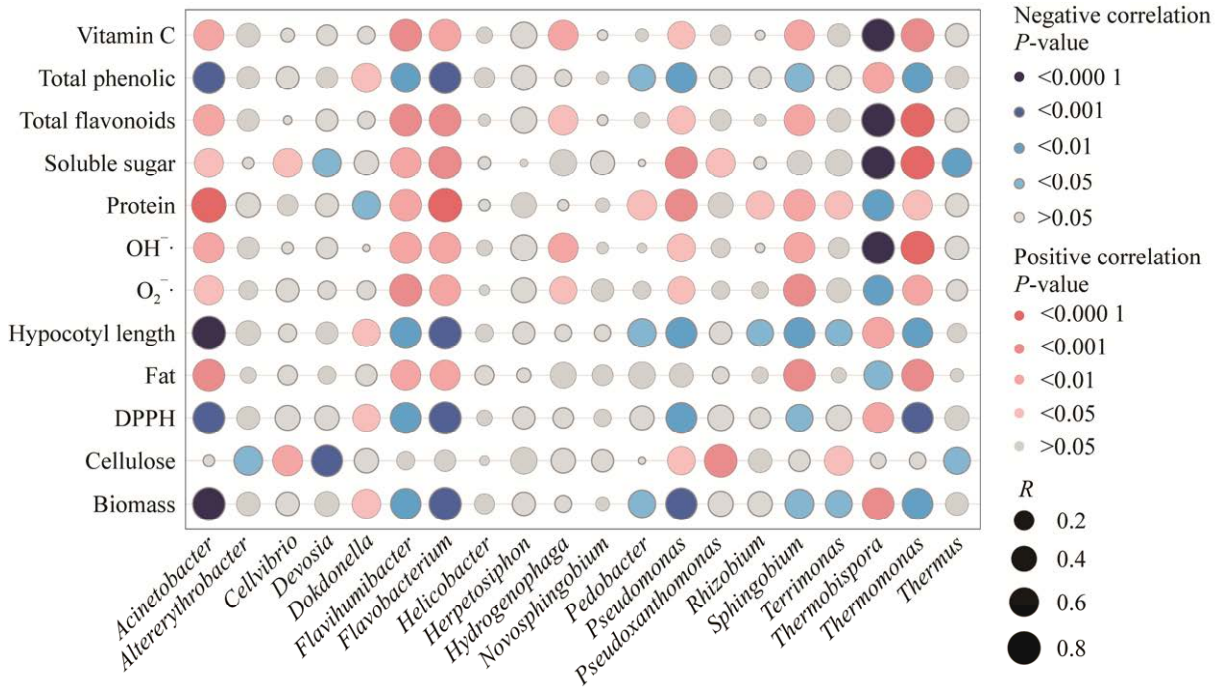 Vitamin C
Total phenolic
Total flavonoids
Soluble sugar
Protein
OH⁻·
O₂⁻·
Hypocotyl length
Fat
DPPH
Cellulose
Biomass
Acinetobacter
Altererythrobacter
Cellvibrio
Devosia
Dokdonella
Flavihumibacter
Flavobacterium
Helicobacter
Herpetosiphon
Hydrogenophaga
Novosphingobium
Pedobacter
Pseudomonas
Pseudoxanthomonas
Rhizobium
Sphingobium
Terrimonas
Thermobispora
Thermomonas
Thermus
Negative correlation
P-value
<0.000 1
<0.001
<0.01
<0.05
>0.05
Positive correlation
P-value
<0.000 1
<0.001
<0.01
<0.05
>0.05
R
0.2
0.4
0.6
0.8